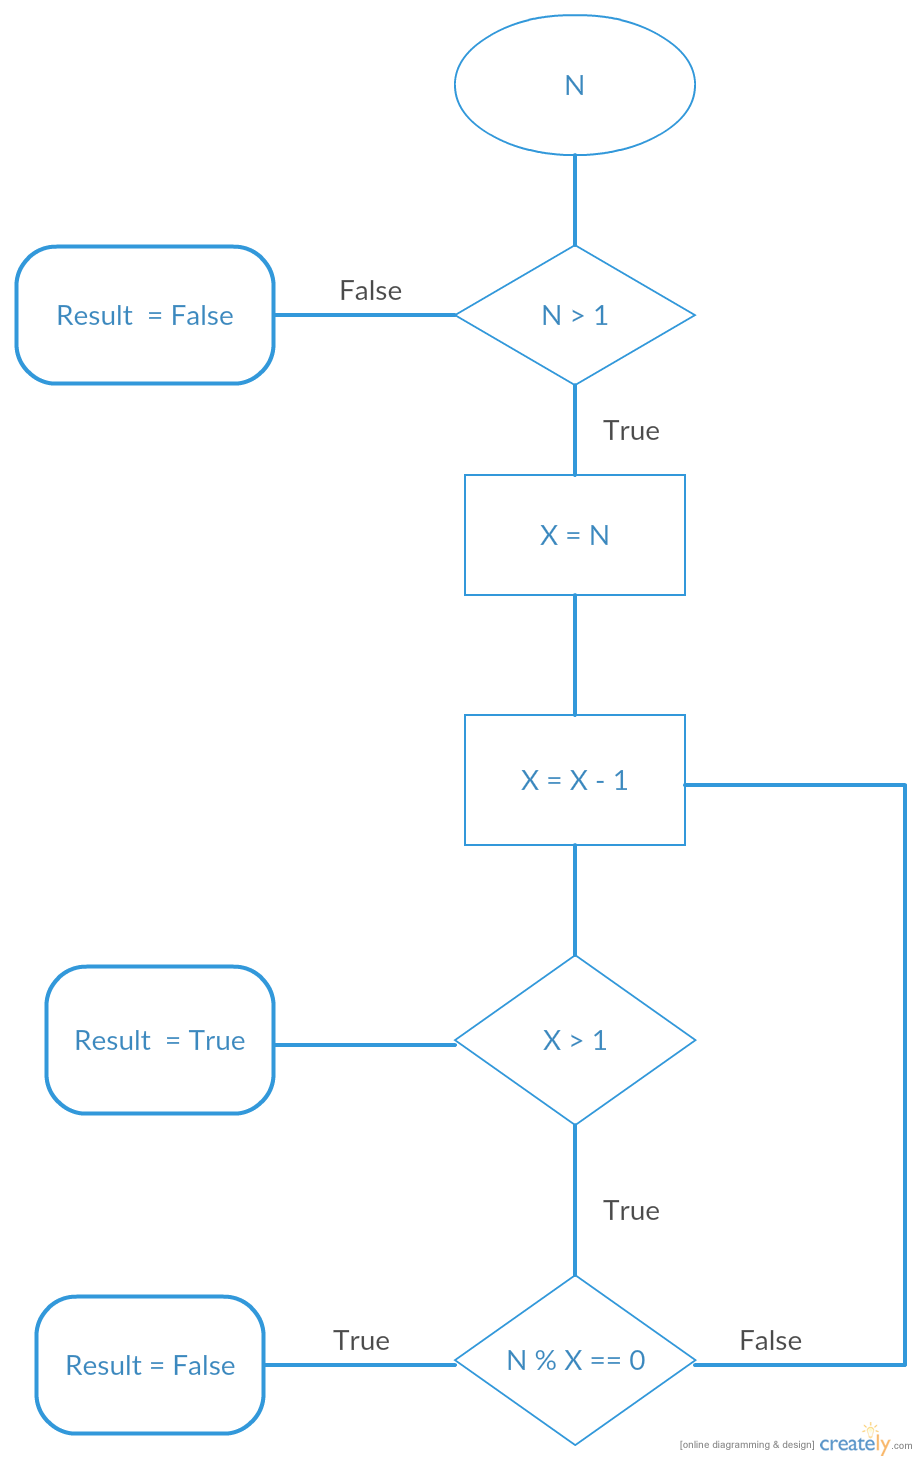 N
False
Result = False
N > 1
True
X = N
X = X - 1
Result = True
X > 1
True
True
False
Result = False
N % X == 0
[online diagramming & design] creately.com